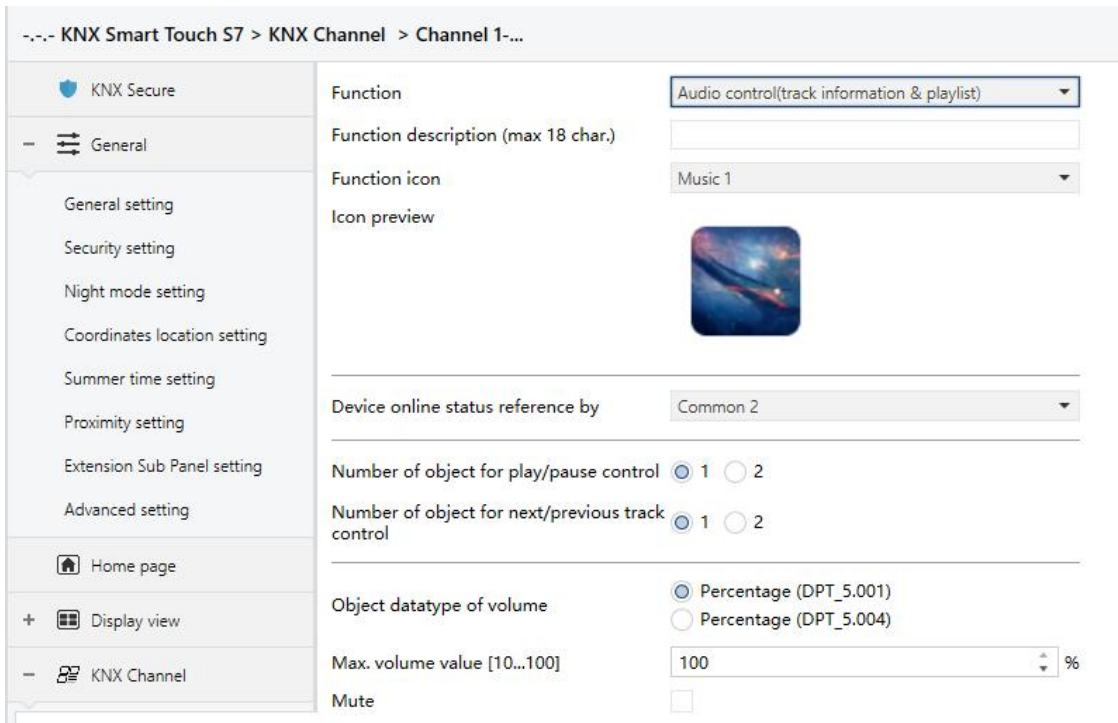 -.-.- KNX Smart Touch S7 > KNX Channel > Channel 1-...
KNX Secure
General
General setting
Security setting
Night mode setting
Coordinates location setting
Summer time setting
Proximity setting
Extension Sub Panel setting
Advanced setting
Home page
Display view
KNX Channel
Function
Audio control(track information & playlist)
Function description (max 18 char.)
Function icon
Music 1
Icon preview
Device online status reference by
Common 2
Number of object for play/pause control
1
2
Number of object for next/previous track
control
1
2
Object datatype of volume
Percentage (DPT_5.001)
Percentage (DPT_5.004)
Max. volume value [10...100]
100
%
Mute